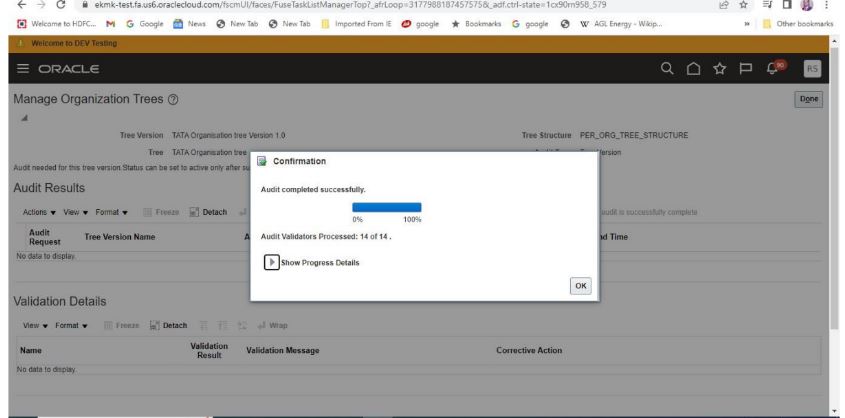 ekmk-test.fa.us6.oraclecloud.com/fscmUI/faces/FuseTaskListManagerTop?_afrLoop=31779881874575758&_adf.ctrl-state=1cx90m958_579
Welcome to HDFC... M G Google News New Tab New Tab Imported From IE google Bookmarks G google W AGL Energy - Wikip... » Other bookmarks
Welcome to DEV Testing
ORACLE 90 RS
Manage Organization Trees Done
Tree Version TATA Organisation tree Version 1.0 Tree Structure PER_ORG_TREE_STRUCTURE
Tree TATA Organisation tree
Audit needed for this tree version.Status can be set to active only after su
Confirmation
Audit completed successfully.
0% 100%
Audit Validators Processed: 14 of 14 .
Show Progress Details
OK
Audit Results
Actions View Format Freeze Detach audit is successfully complete
Audit Request Tree Version Name A nd Time
No data to display.
Validation Details
View Format Freeze Detach Wrap
Name Validation Result Validation Message Corrective Action
No data to display.